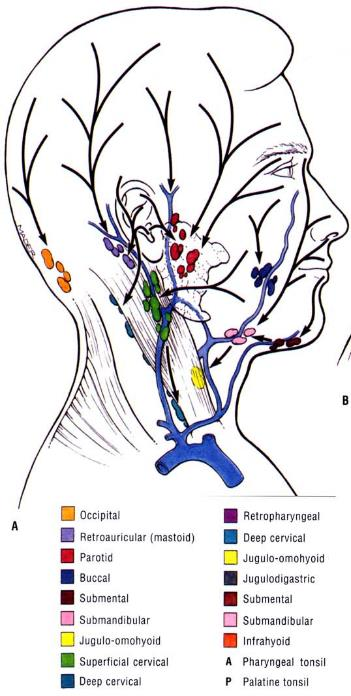 B
A
Occipital
Retroauricular (mastoid)
Parotid
Buccal
Submental
Submandibular
Jugulo-omohyoid
Superficial cervical
Deep cervical
Retropharyngeal
Deep cervical
Jugulo-omohyoid
Jugulodigastric
Submental
Submandibular
Infrahyoid
A Pharyngeal tonsil
P Palatine tonsil